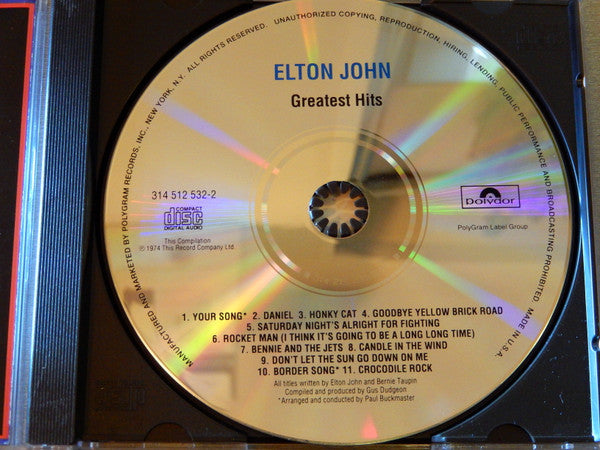 MANUFACTURED AND MARKETED BY POLYGRAM RECORDS, INC., NEW YORK, N.Y. ALL RIGHTS RESERVED. UNAUTHORIZED COPYING, REPRODUCTION, HIRING, LENDING, PUBLIC PERFORMANCE AND BROADCASTING PROHIBITED. MADE IN U.S.A.
ELTON JOHN
Greatest Hits
314 512 532-2
COMPACT
disc
DIGITAL AUDIO
This Compilation
℗ 1974 This Record Company Ltd
polydor
PolyGram Label Group
1. YOUR SONG* 2. DANIEL 3. HONKY CAT 4. GOODBYE YELLOW BRICK ROAD
5. SATURDAY NIGHT'S ALRIGHT FOR FIGHTING
6. ROCKET MAN (I THINK IT'S GOING TO BE A LONG LONG TIME)
7. BENNIE AND THE JETS 8. CANDLE IN THE WIND
9. DON'T LET THE SUN GO DOWN ON ME
10. BORDER SONG* 11. CROCODILE ROCK
All titles written by Elton John and Bernie Taupin
Compiled and produced by Gus Dudgeon
*Arranged and conducted by Paul Buckmaster